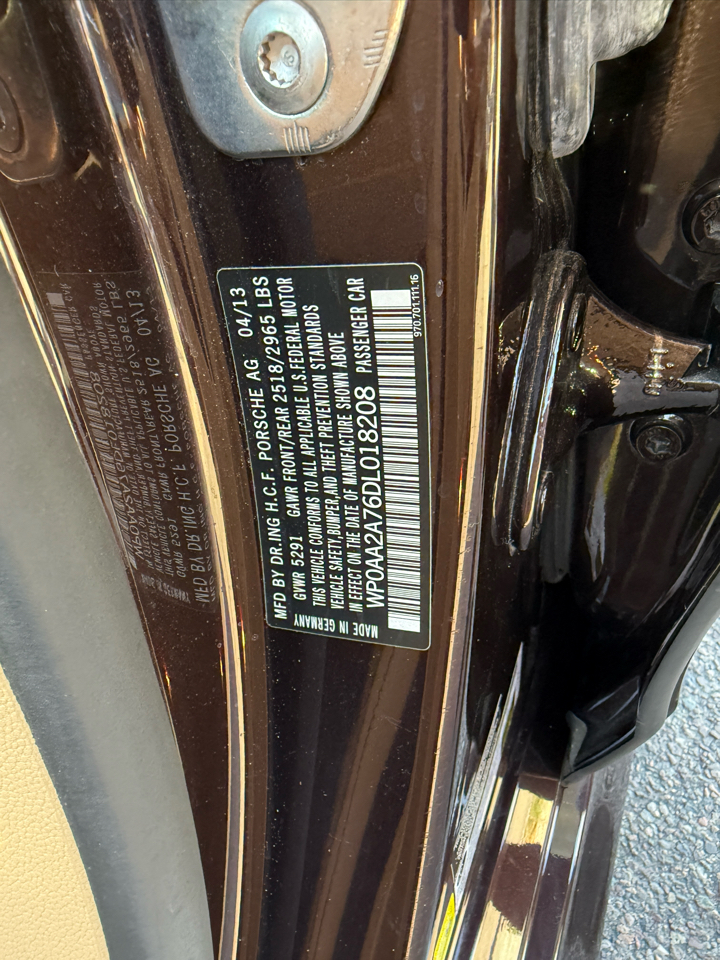 MFD BY DR.ING H.C.F. PORSCHE AG 04/13
GVWR 5291 GAWR FRONT/REAR 2518/2965 LBS
THIS VEHICLE CONFORMS TO ALL APPLICABLE U.S.FEDERAL MOTOR
VEHICLE SAFETY,BUMPER,AND THEFT PREVENTION STANDARDS
IN EFFECT ON THE DATE OF MANUFACTURE SHOWN ABOVE
WP0AA2A76DL018208 PASSENGER CAR
MADE IN GERMANY
970.701.111.16